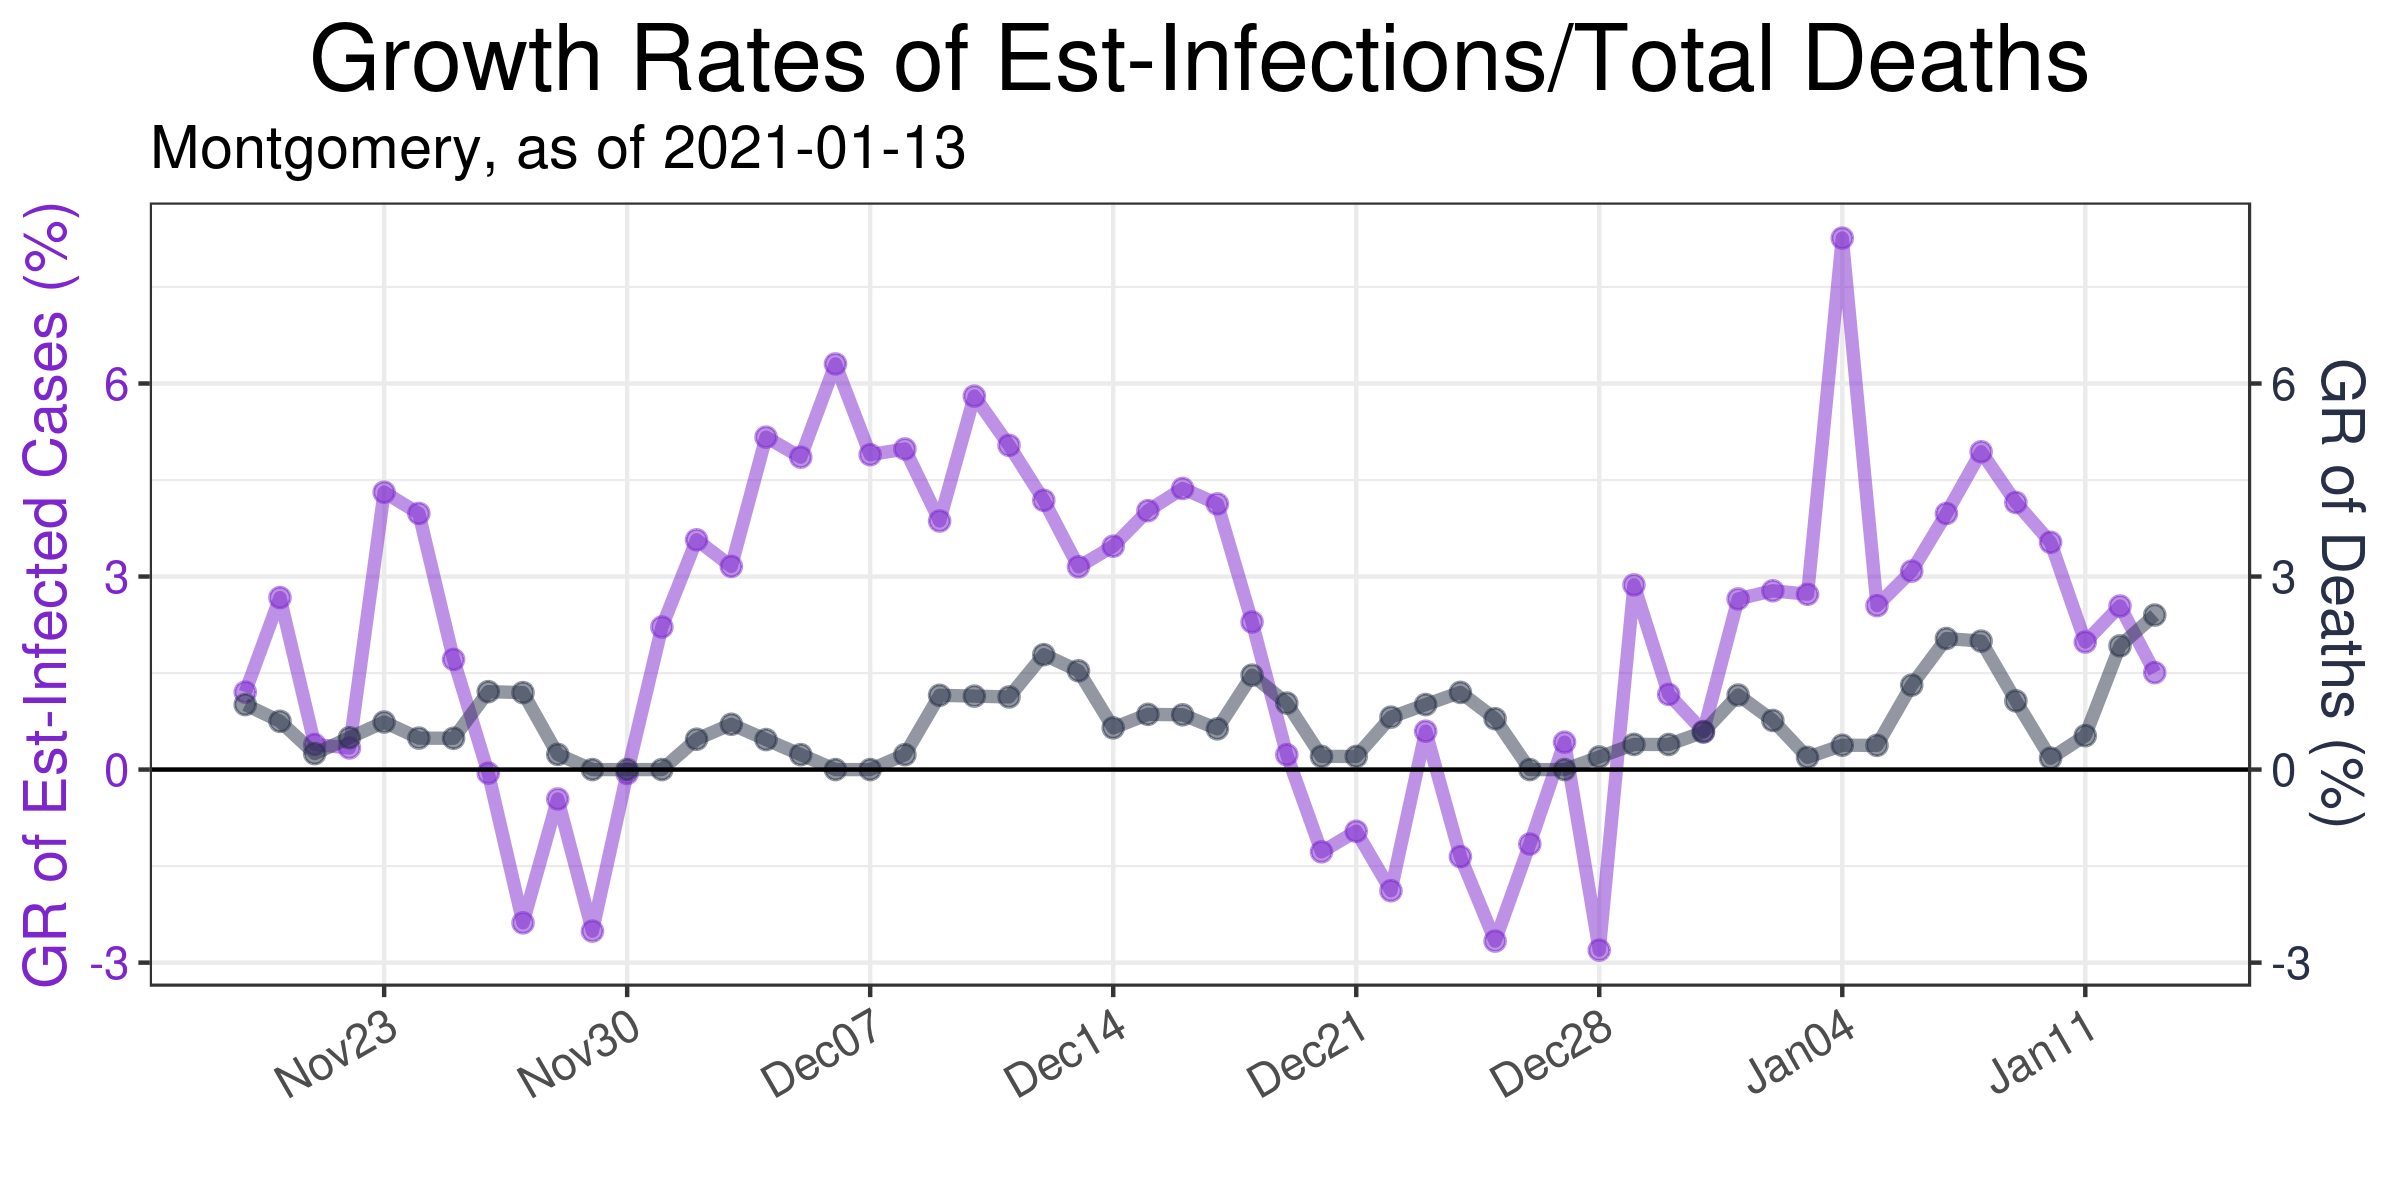 Growth Rates of Est-Infections/Total Deaths
Montgomery, as of 2021-01-13
GR of Est-Infected Cases (%)
6
3
0
-3
6
3
0
-3
GR of Deaths (%)
Nov23
Nov30
Dec07
Dec14
Dec21
Dec28
Jan04
Jan11